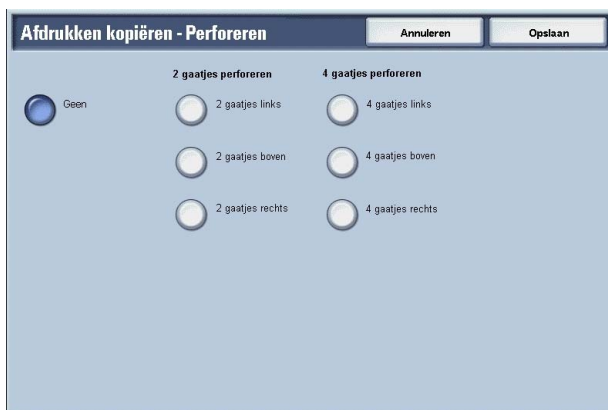 Afdrukken kopiëren - Perforeren
Annuleren
Opslaan
2 gaatjes perforeren
4 gaatjes perforeren
Geen
2 gaatjes links
4 gaatjes links
2 gaatjes boven
4 gaatjes boven
2 gaatjes rechts
4 gaatjes rechts